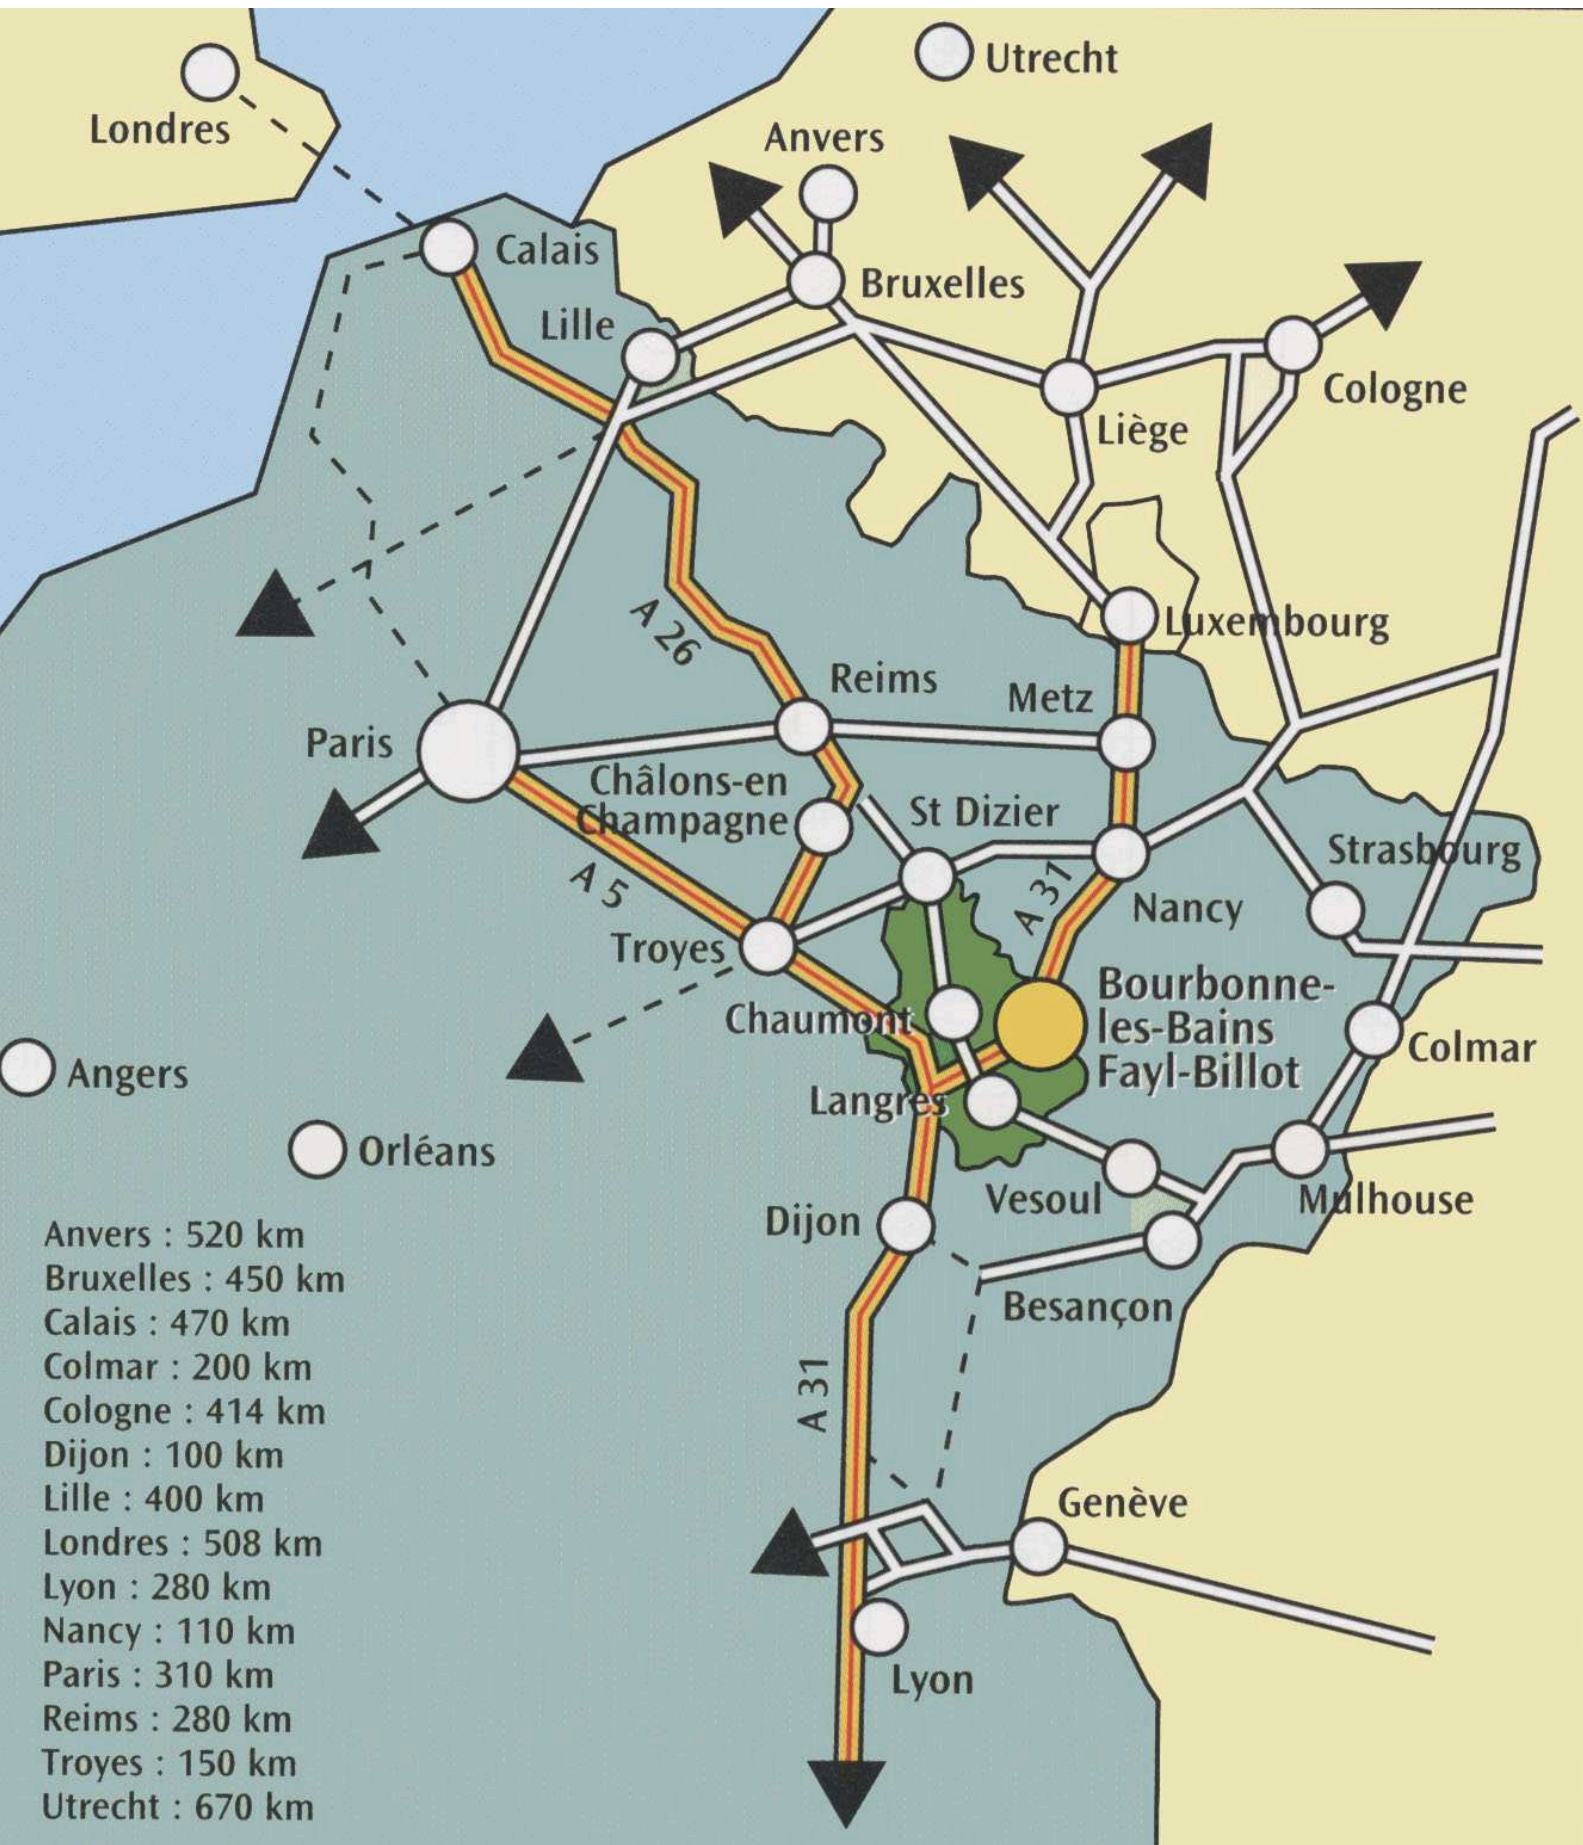 Utrecht
Londres
Anvers
Calais
Bruxelles
Lille
Cologne
Liège
A 26
Luxembourg
Reims
Metz
Paris
Châlons-en
Champagne
St Dizier
Strasbourg
A 5
A 31
Nancy
Troyes
Bourbonne-
les-Bains
Fayl-Billot
Chaumont
Colmar
Angers
Langres
Orléans
Vesoul
Mulhouse
Dijon
Besançon
A 31
Genève
Lyon
Anvers : 520 km
Bruxelles : 450 km
Calais : 470 km
Colmar : 200 km
Cologne : 414 km
Dijon : 100 km
Lille : 400 km
Londres : 508 km
Lyon : 280 km
Nancy : 110 km
Paris : 310 km
Reims : 280 km
Troyes : 150 km
Utrecht : 670 km